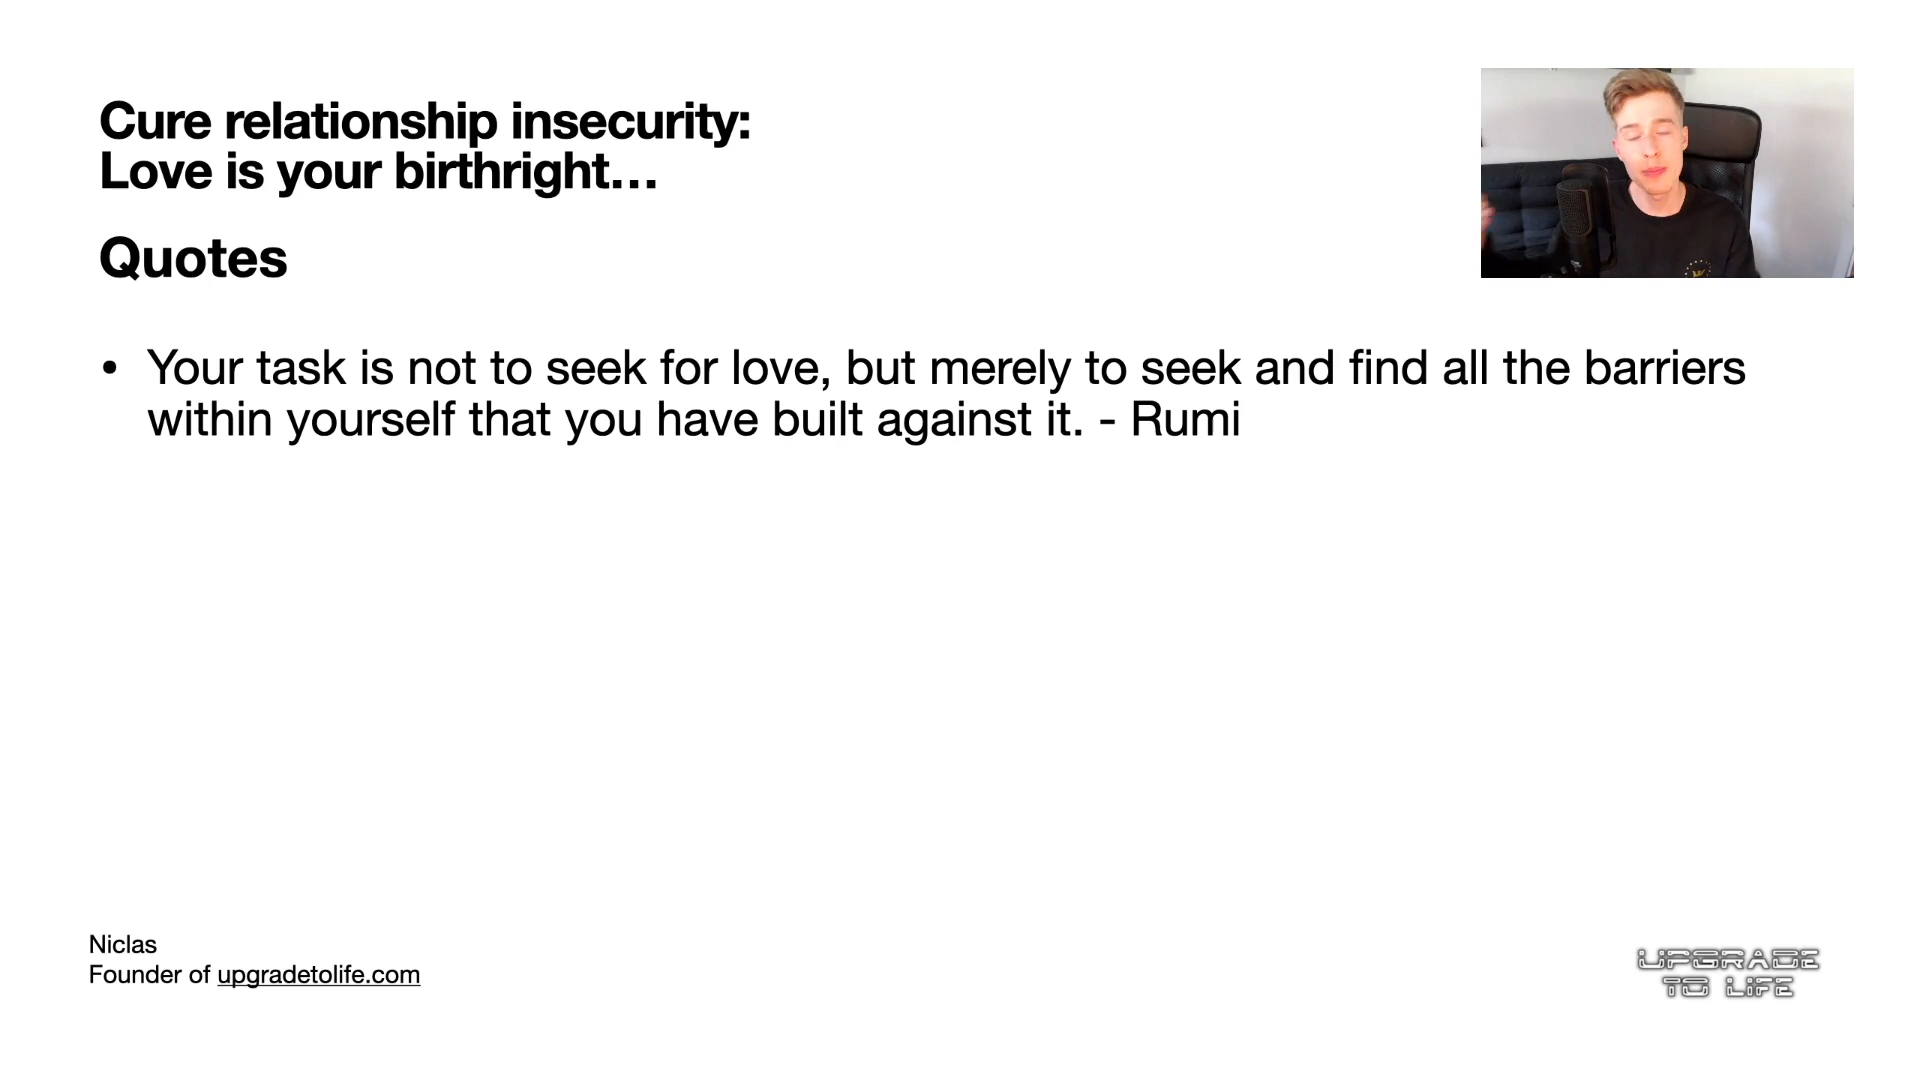 Cure relationship insecurity:
Love is your birthright…
Quotes
• Your task is not to seek for love, but merely to seek and find all the barriers
within yourself that you have built against it. - Rumi
Niclas
Founder of upgradetolife.com
UPGRADE
TO LIFE